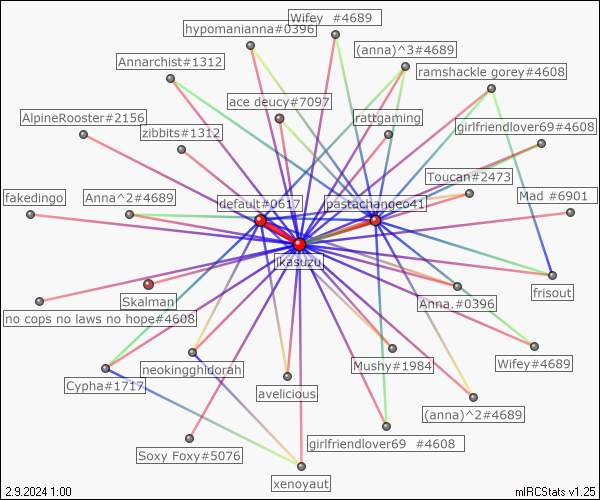 Wifey  #4689
hypomanianna#0396
(anna)^3#4689
Annarchist#1312
ramshackle gorey#4608
ace deucy#7097
AlpineRooster#2156
rattgaming
zibbits#1312
girlfriendlover69#4608
Toucan#2473
fakedingo
Anna^2#4689
Mad #6901
default#0617
pastachangeo41
jkasuzu
frisout
Skalman
Anna.#0396
no cops no laws no hope#4608
Wifey#4689
neokingghidorah
Mushy#1984
Cypha#1717
avelicious
(anna)^2#4689
girlfriendlover69  #4608
Soxy Foxy#5076
xenoyaut
2.9.2024 1:00
mIRCStats v1.25